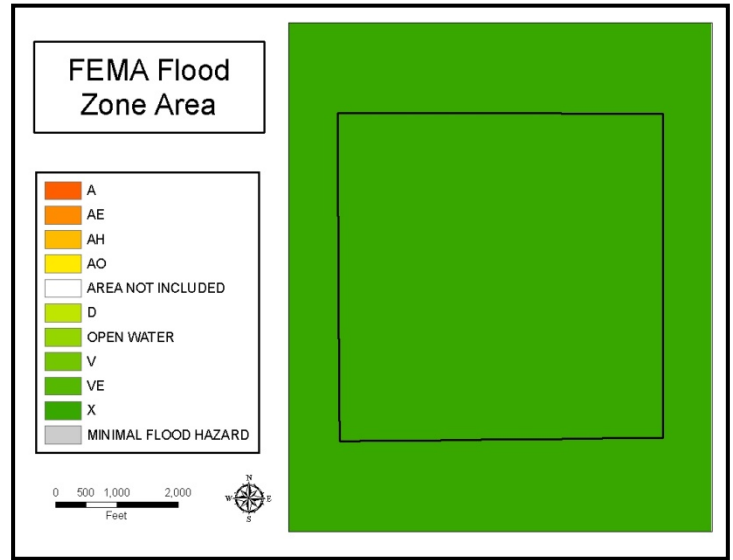 FEMA Flood
Zone Area
A
AE
AH
AO
AREA NOT INCLUDED
D
OPEN WATER
V
VE
X
MINIMAL FLOOD HAZARD
0 500 1,000 2,000
Feet
N
W E
S